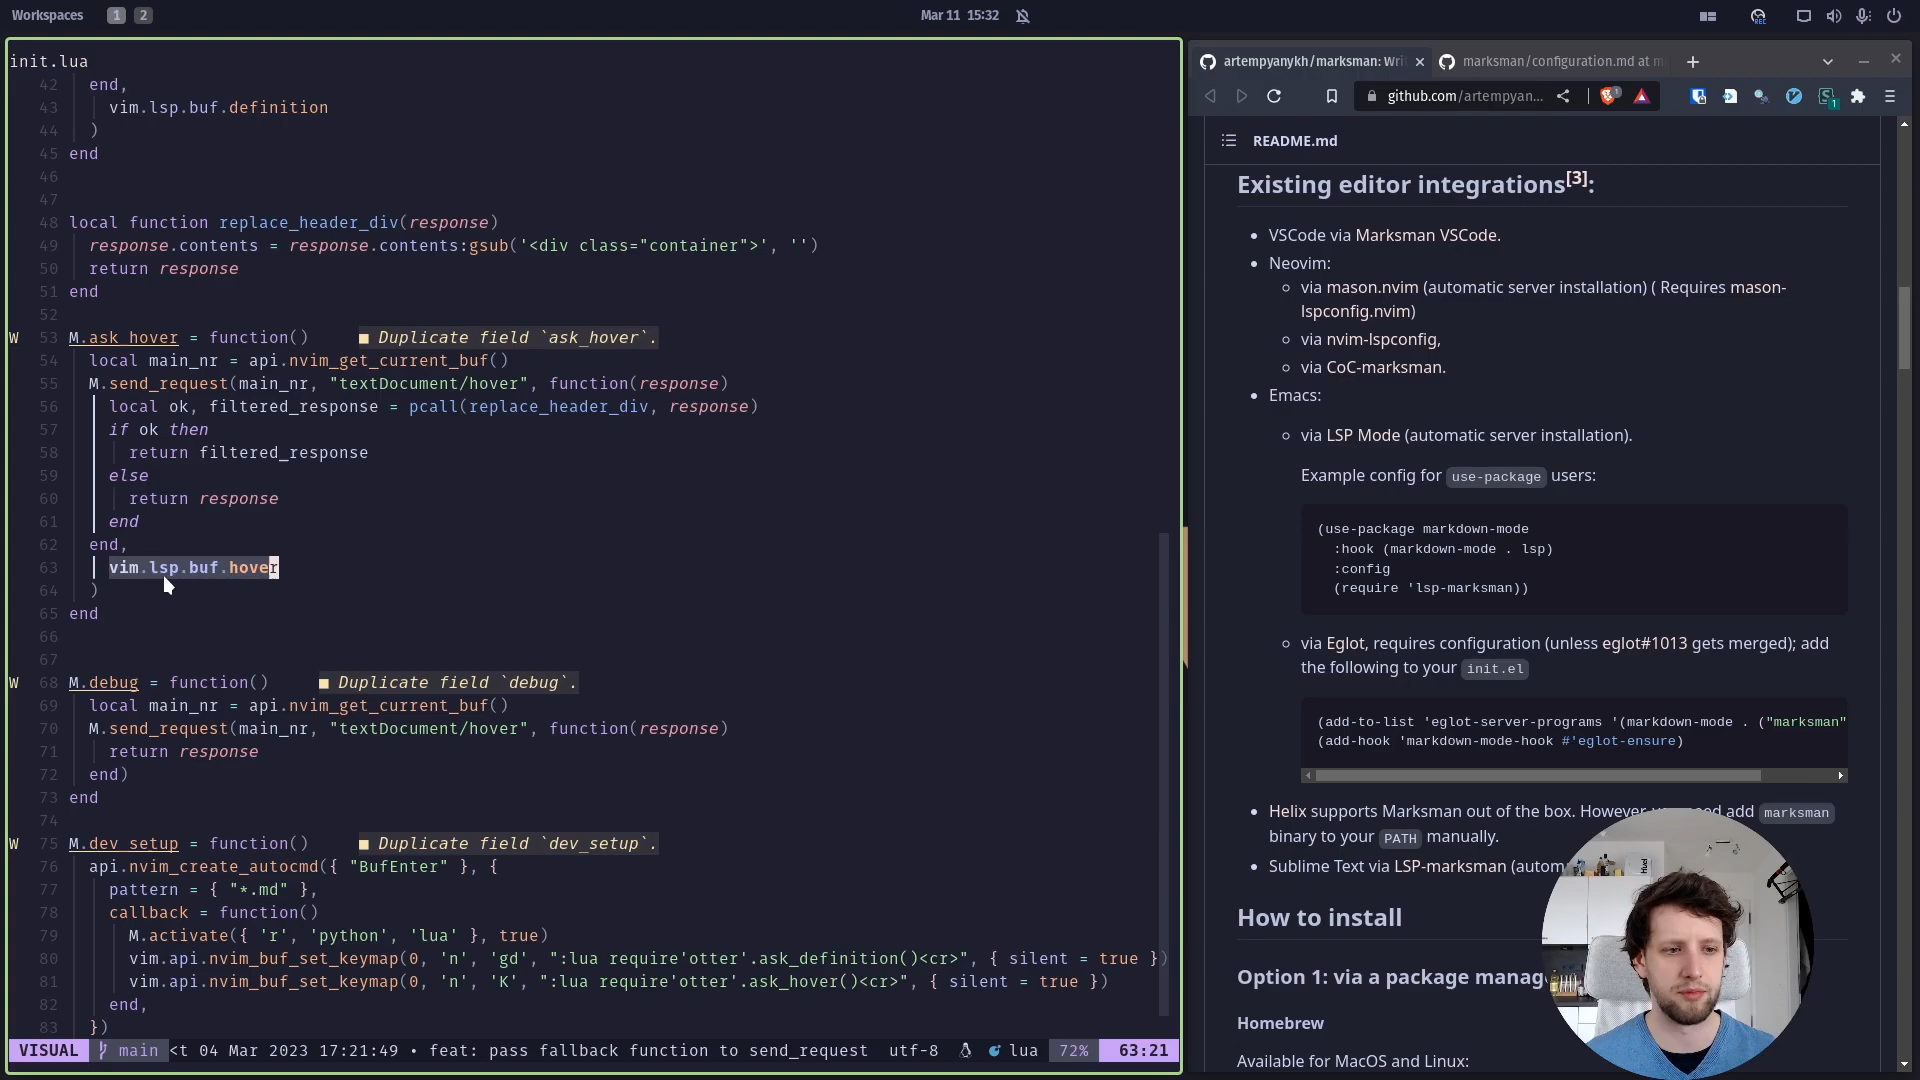 Workspaces 1 2 Mar 11 15:32
init.lua
42 end,
43 vim.lsp.buf.definition
44 )
45 end
46
47
48 local function replace_header_div(response)
49 response.contents = response.contents:gsub('<div class="container">', '')
50 return response
51 end
52
W 53 M.ask_hover = function() ■ Duplicate field `ask_hover`.
54 local main_nr = api.nvim_get_current_buf()
55 M.send_request(main_nr, "textDocument/hover", function(response)
56 local ok, filtered_response = pcall(replace_header_div, response)
57 if ok then
58 return filtered_response
59 else
60 return response
61 end
62 end,
63 vim.lsp.buf.hover
64 )
65 end
66
67
W 68 M.debug = function() ■ Duplicate field `debug`.
69 local main_nr = api.nvim_get_current_buf()
70 M.send_request(main_nr, "textDocument/hover", function(response)
71 return response
72 end)
73 end
74
W 75 M.dev_setup = function() ■ Duplicate field `dev_setup`.
76 api.nvim_create_autocmd({ "BufEnter" }, {
77 pattern = { "*.md" },
78 callback = function()
79 M.activate({ 'r', 'python', 'lua' }, true)
80 vim.api.nvim_buf_set_keymap(0, 'n', 'gd', ":lua require'otter'.ask_definition()<cr>", { silent = true })
81 vim.api.nvim_buf_set_keymap(0, 'n', 'K', ":lua require'otter'.ask_hover()<cr>", { silent = true })
82 end,
83 })
VISUAL main <t 04 Mar 2023 17:21:49 • feat: pass fallback function to send_request utf-8 lua 72% 63:21
artempyanykh/marksman: Wri marksman/configuration.md at m
github.com/artempyan...
README.md
Existing editor integrations[3]:
• VSCode via Marksman VSCode.
• Neovim:
◦ via mason.nvim (automatic server installation) ( Requires mason-
lspconfig.nvim)
◦ via nvim-lspconfig,
◦ via CoC-marksman.
• Emacs:
◦ via LSP Mode (automatic server installation).
Example config for use-package users:
(use-package markdown-mode
:hook (markdown-mode . lsp)
:config
(require 'lsp-marksman))
◦ via Eglot, requires configuration (unless eglot#1013 gets merged); add
the following to your init.el
(add-to-list 'eglot-server-programs '(markdown-mode . ("marksman"
(add-hook 'markdown-mode-hook #'eglot-ensure)
• Helix supports Marksman out of the box. However, add marksman
binary to your PATH manually.
• Sublime Text via LSP-marksman (autom
How to install
Option 1: via a package manag
Homebrew
Available for MacOS and Linux: